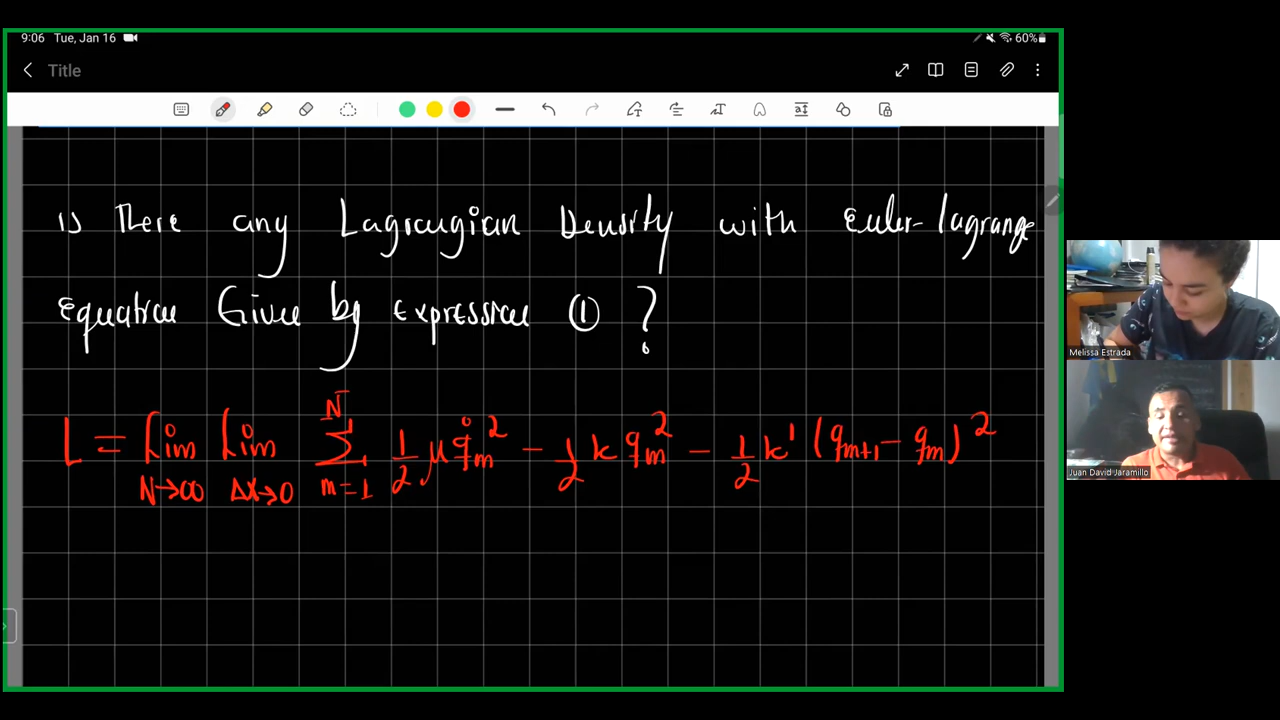 9:06 Tue, Jan 16
60%
Title
is There any Lagrangian Density with Euler-lagrange
Equation Given by Expression ① ?
L = Lim_{N→∞} Lim_{ΔX→0} Σ_{m=1}^{N} 1/2 μ q̇_m² - 1/2 k q_m² - 1/2 k' (q_{m+1} - q_m)²
Melissa Estrada
Juan David Jaramillo